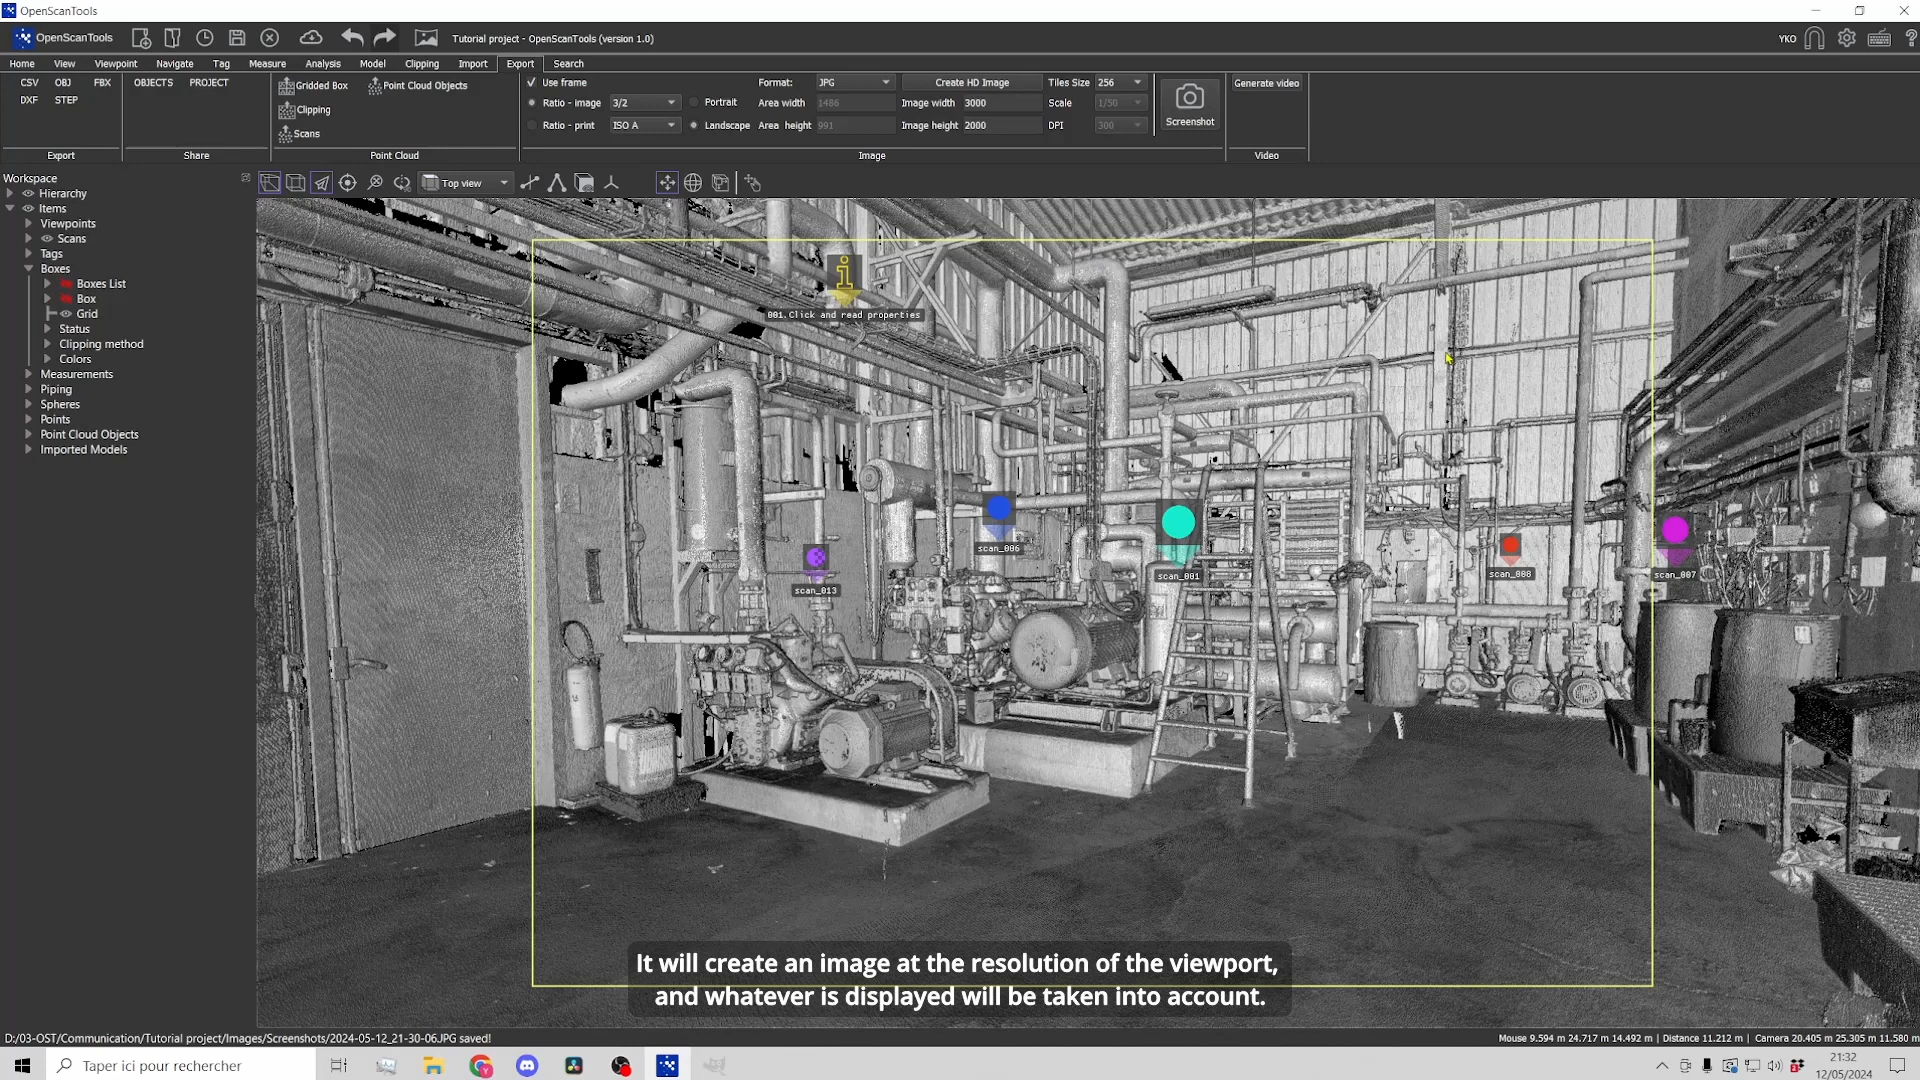 OpenScanTools
OpenScanTools
Tutorial project - OpenScanTools (version 1.0)
YKO
Home View Viewpoint Navigate Tag Measure Analysis Model Clipping Import Export Search
CSV OBJ FBX
DXF STEP
Export
OBJECTS PROJECT
Share
Gridded Box Point Cloud Objects
Clipping
Scans
Point Cloud
Use frame Format: JPG Create HD Image Tiles Size 256
Ratio - image 3/2 Portrait Area width 1486 Image width 3000 Scale 1/50
Ratio - print ISO A Landscape Area height 991 Image height 2000 DPI 300
Screenshot
Image
Generate video
Video
Workspace
Top view
Hierarchy
Items
Viewpoints
Scans
Tags
Boxes
Boxes List
Box
Grid
Status
Clipping method
Colors
Measurements
Piping
Spheres
Points
Point Cloud Objects
Imported Models
001.Click and read properties
scan_006
scan_001
scan_008
scan_007
scan_013
It will create an image at the resolution of the viewport,
and whatever is displayed will be taken into account.
D:/03-OST/Communication/Tutorial project/Images/Screenshots/2024-05-12_21-30-06.JPG saved!
Mouse 9.594 m 24.717 m 14.492 m | Distance 11.212 m | Camera 20.405 m 25.305 m 11.580 m
Taper ici pour rechercher
21:32
12/05/2024